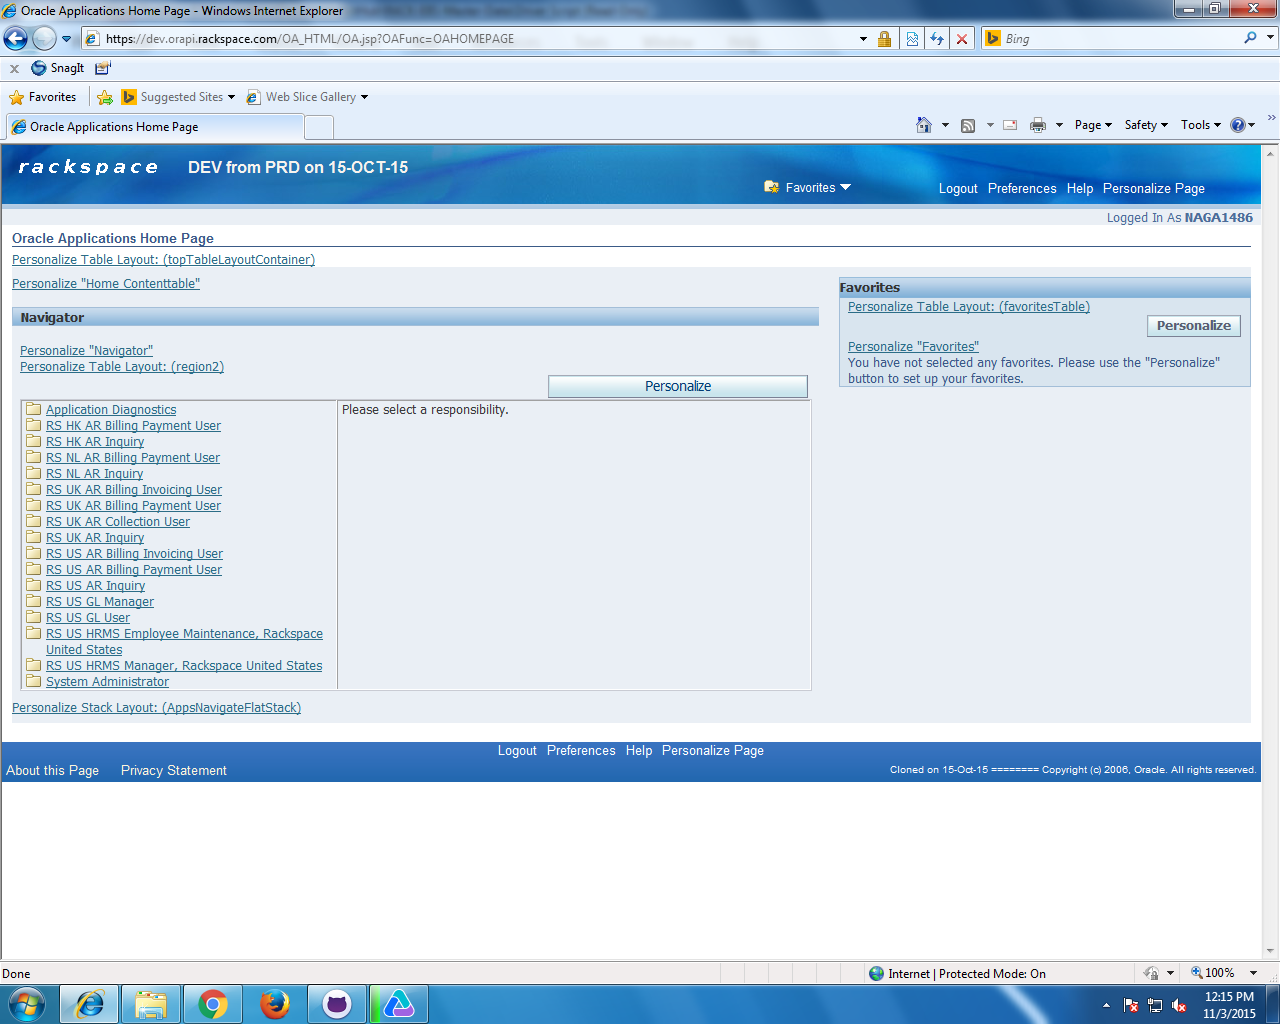 Oracle Applications Home Page - Windows Internet Explorer
https://dev.orapi.rackspace.com/OA_HTML/OA.jsp?OAFunc=OAHOMEPAGE
Bing
x SnagIt
Favorites Suggested Sites Web Slice Gallery
Oracle Applications Home Page
Page Safety Tools
rackspace DEV from PRD on 15-OCT-15
Favorites Logout Preferences Help Personalize Page
Logged In As NAGA1486
Oracle Applications Home Page
Personalize Table Layout: (topTableLayoutContainer)
Personalize "Home Contenttable"
Navigator
Personalize "Navigator"
Personalize Table Layout: (region2)
Personalize
Application Diagnostics
RS HK AR Billing Payment User
RS HK AR Inquiry
RS NL AR Billing Payment User
RS NL AR Inquiry
RS UK AR Billing Invoicing User
RS UK AR Billing Payment User
RS UK AR Collection User
RS UK AR Inquiry
RS US AR Billing Invoicing User
RS US AR Billing Payment User
RS US AR Inquiry
RS US GL Manager
RS US GL User
RS US HRMS Employee Maintenance, Rackspace
United States
RS US HRMS Manager, Rackspace United States
System Administrator
Please select a responsibility.
Personalize Stack Layout: (AppsNavigateFlatStack)
Favorites
Personalize Table Layout: (favoritesTable)
Personalize
Personalize "Favorites"
You have not selected any favorites. Please use the "Personalize"
button to set up your favorites.
Logout Preferences Help Personalize Page
About this Page Privacy Statement
Cloned on 15-Oct-15 ======== Copyright (c) 2006, Oracle. All rights reserved.
Done
Internet | Protected Mode: On
100%
12:15 PM
11/3/2015